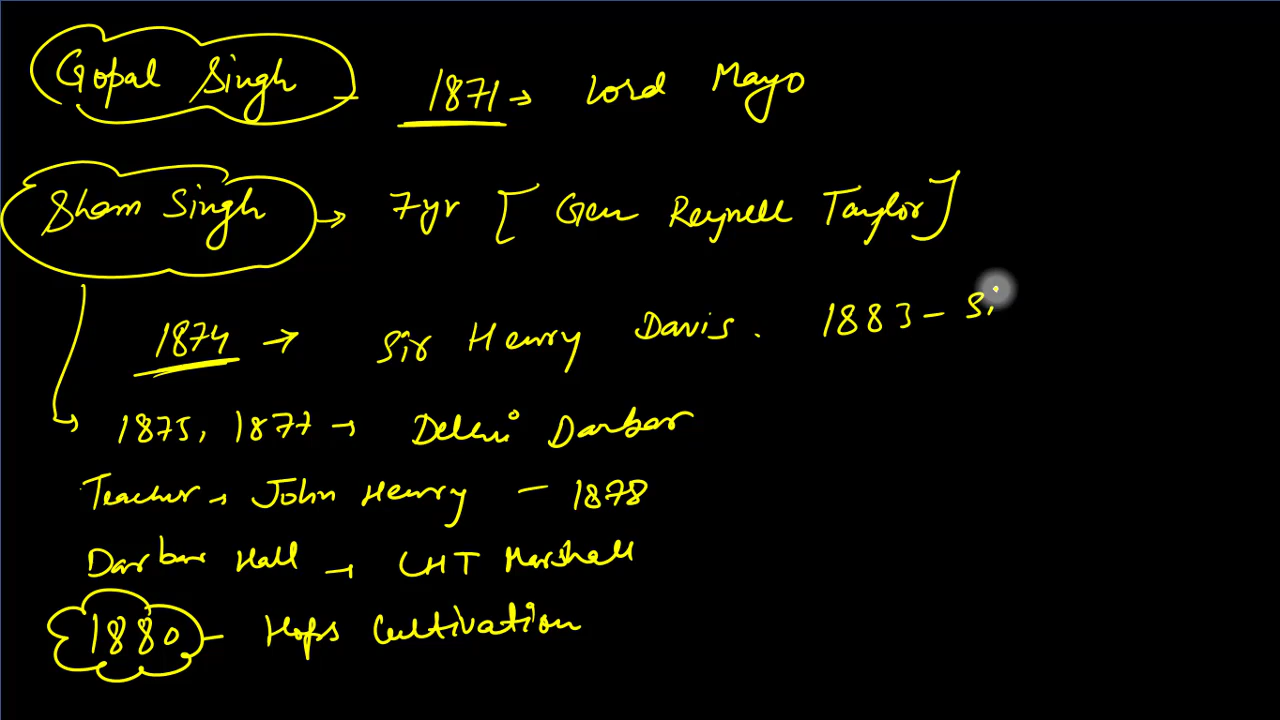 Gopal Singh - 1871 → Lord Mayo
Sham Singh → 7yr [Gen Reynell Taylor]
1874 → Sir Henry Davis. 1883 - Si
1875, 1877 → Delhi Darbar
Teacher → John Henry - 1878
Darbar Hall → CHT Marshall
1880 - Hops Cultivation